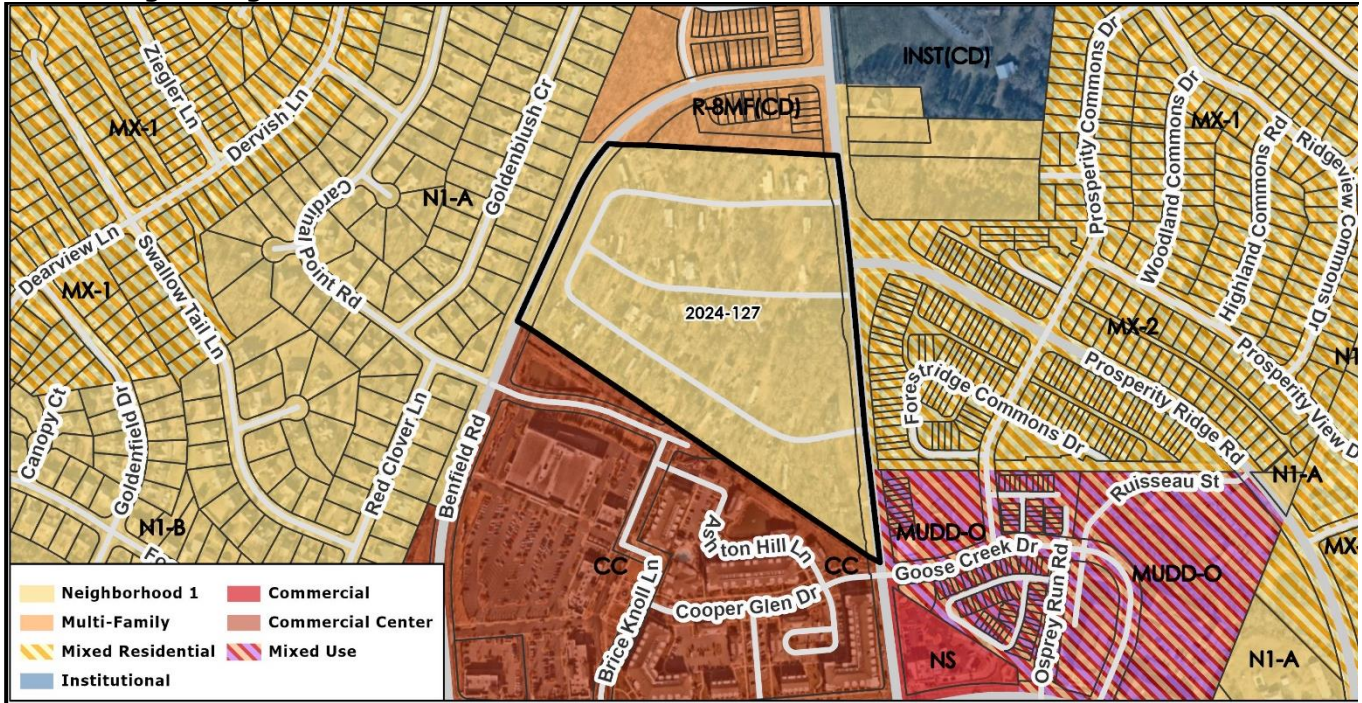 Ziegler Ln
MX-1
Dervish Ln
Dearview Ln
MX-1
Swallow Tail Ln
Cardinal Point Rd
N1-A
Goldenblush Cr
Canopy Ct
Goldenfield Dr
N1-B
Fo
Red Clover Ln
Benfield Rd
R-8MF(CD)
INST(CD)
2024-127
Prosperity Commons Dr
MX-1
Woodland Commons Dr
Highland Commons Rd
Ridgeview Commons Dr
N1
MX-2
Prosperity Ridge Rd
Prosperity View D
Forestridge Commons Dr
N1-A
Ruisseau St
MX-
MUDD-O
Goose Creek Dr
MUDD-O
Osprey Run Rd
N1-A
NS
CC
Ashton Hill Ln
CC
Cooper Glen Dr
Brice Knoll Ln
Neighborhood 1
Multi-Family
Mixed Residential
Institutional
Commercial
Commercial Center
Mixed Use